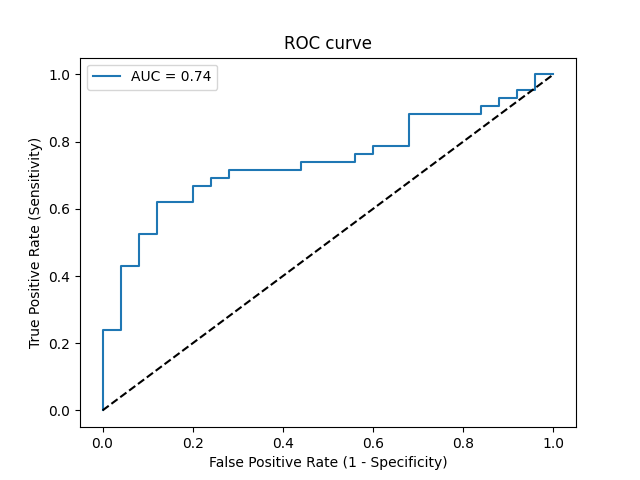 ROC curve
AUC = 0.74
True Positive Rate (Sensitivity)
1.0
0.8
0.6
0.4
0.2
0.0
0.0 0.2 0.4 0.6 0.8 1.0
False Positive Rate (1 - Specificity)